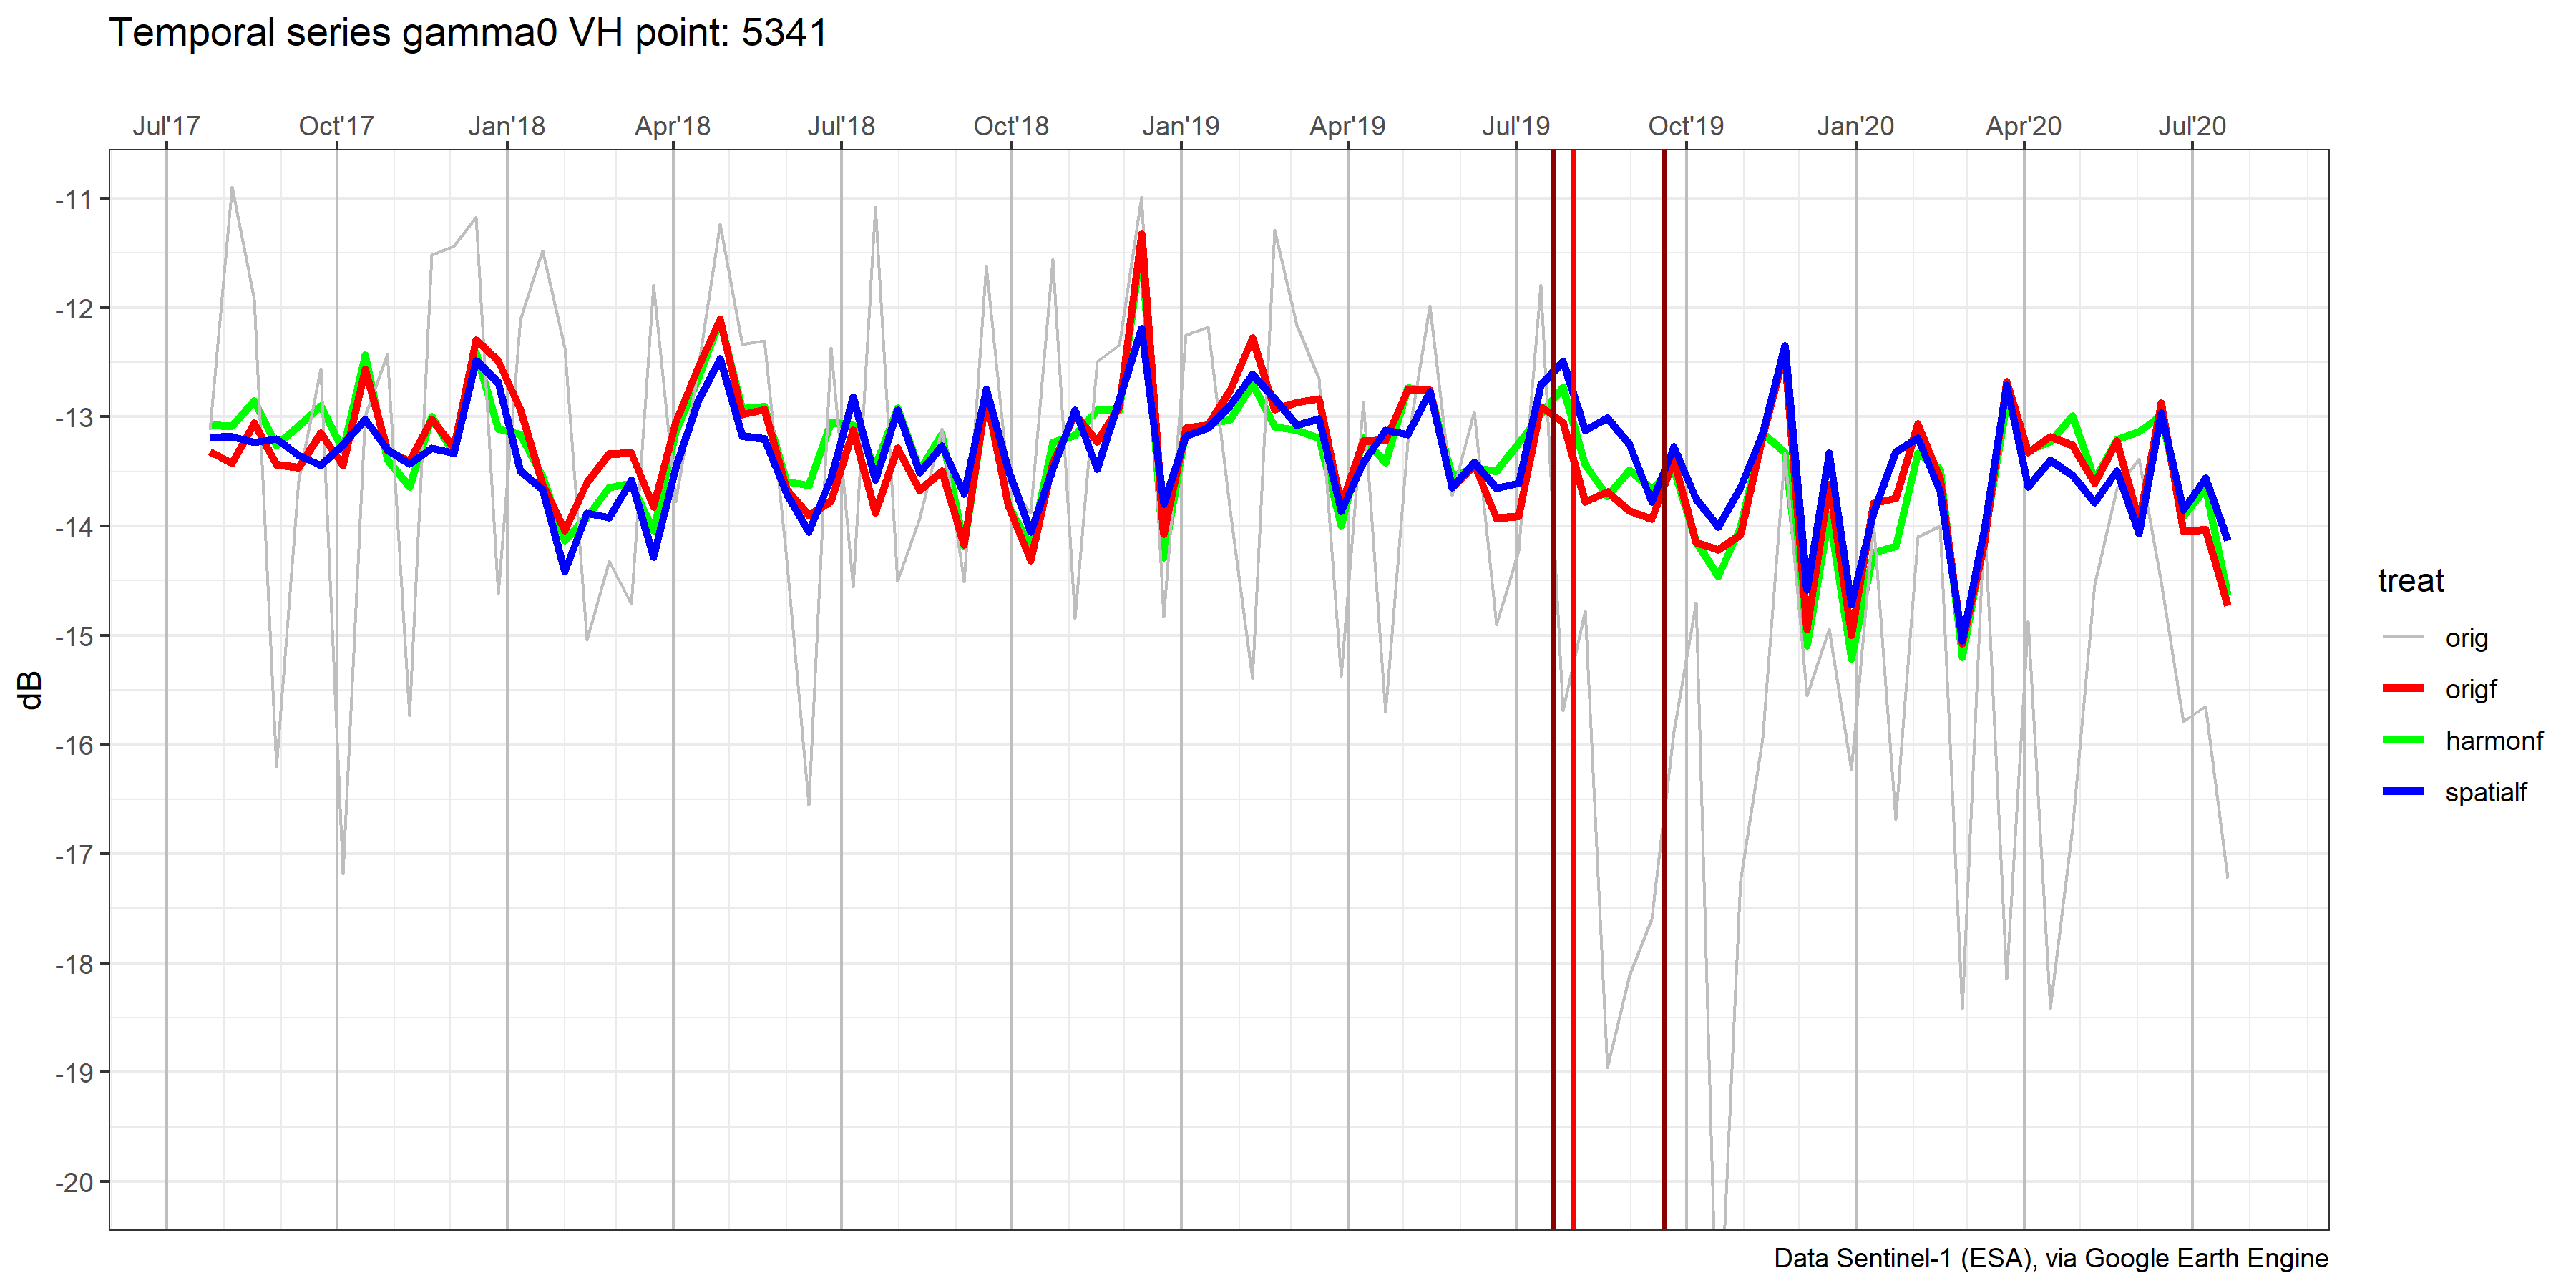 Temporal series gamma0 VH point: 5341
Jul'17 Oct'17 Jan'18 Apr'18 Jul'18 Oct'18 Jan'19 Apr'19 Jul'19 Oct'19 Jan'20 Apr'20 Jul'20
-11
-12
-13
-14
-15
-16
-17
-18
-19
-20
dB
treat
orig
origf
harmonf
spatialf
Data Sentinel-1 (ESA), via Google Earth Engine